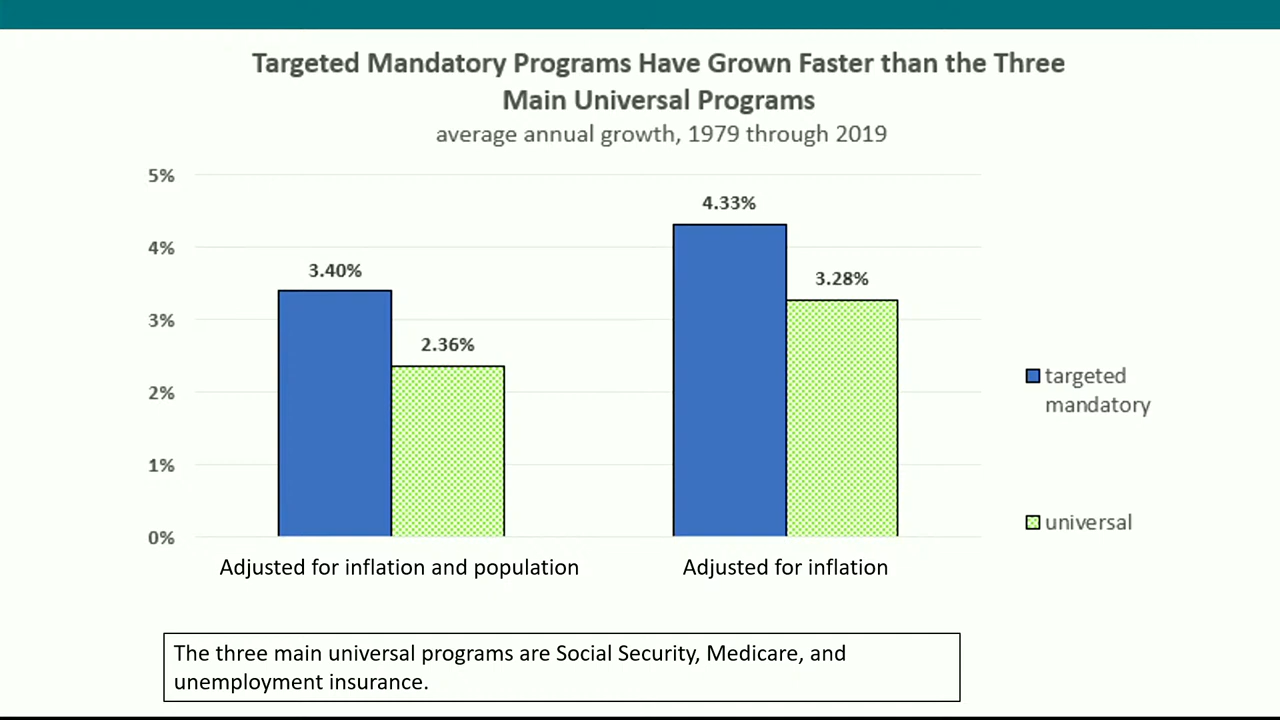 Targeted Mandatory Programs Have Grown Faster than the Three
Main Universal Programs
average annual growth, 1979 through 2019
5%
4%
3%
2%
1%
0%
3.40%
2.36%
4.33%
3.28%
Adjusted for inflation and population
Adjusted for inflation
targeted
mandatory
universal
The three main universal programs are Social Security, Medicare, and
unemployment insurance.